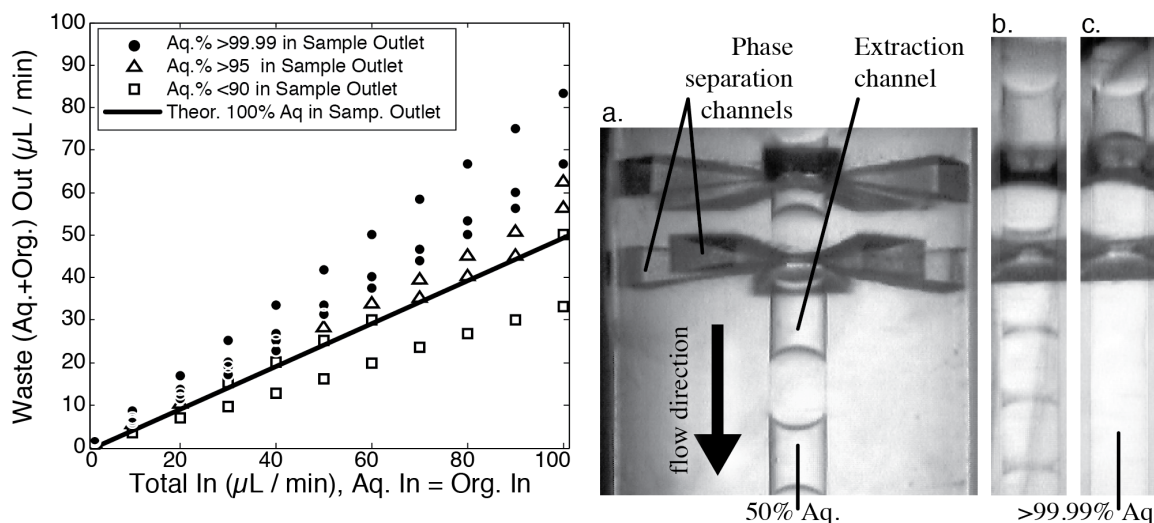 Waste (Aq.+Org.) Out (µL / min)
100
90
80
70
60
50
40
30
20
10
0
Aq.% >99.99 in Sample Outlet
Aq.% >95 in Sample Outlet
Aq.% <90 in Sample Outlet
Theor. 100% Aq in Samp. Outlet
0 20 40 60 80 100
Total In (µL / min), Aq. In = Org. In
a.
Phase
separation
channels
Extraction
channel
flow direction
50% Aq.
b.
c.
>99.99% Aq